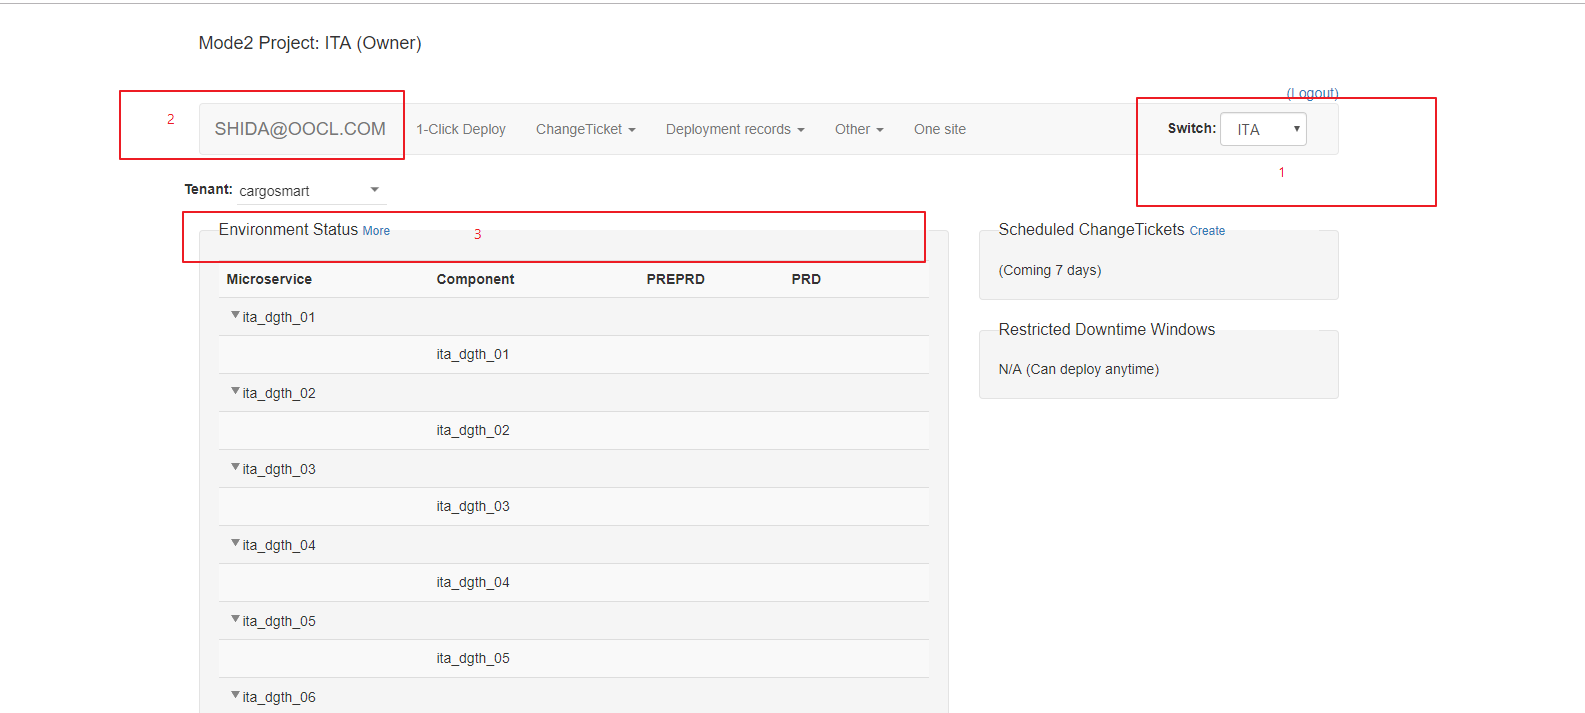 Mode2 Project: ITA (Owner)
(Logout)
2
SHIDA@OOCL.COM 1-Click Deploy ChangeTicket Deployment records Other One site Switch: ITA
1
Tenant: cargosmart
Environment Status More 3
Microservice Component PREPRD PRD
ita_dgth_01
ita_dgth_01
ita_dgth_02
ita_dgth_02
ita_dgth_03
ita_dgth_03
ita_dgth_04
ita_dgth_04
ita_dgth_05
ita_dgth_05
ita_dgth_06
Scheduled ChangeTickets Create
(Coming 7 days)
Restricted Downtime Windows
N/A (Can deploy anytime)